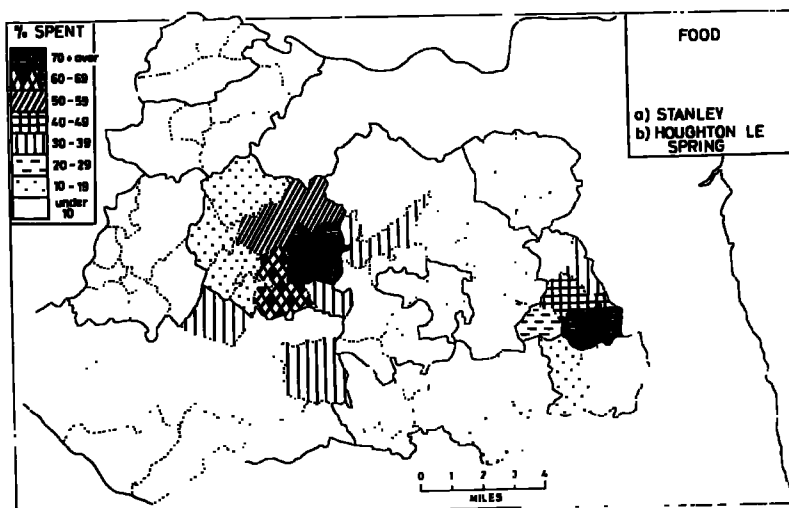 % SPENT
70 + over
60 - 69
50 - 59
40 - 49
30 - 39
20 - 29
10 - 19
under
10
FOOD
a) STANLEY
b) HOUGHTON LE
SPRING
0 1 2 3 4
MILES